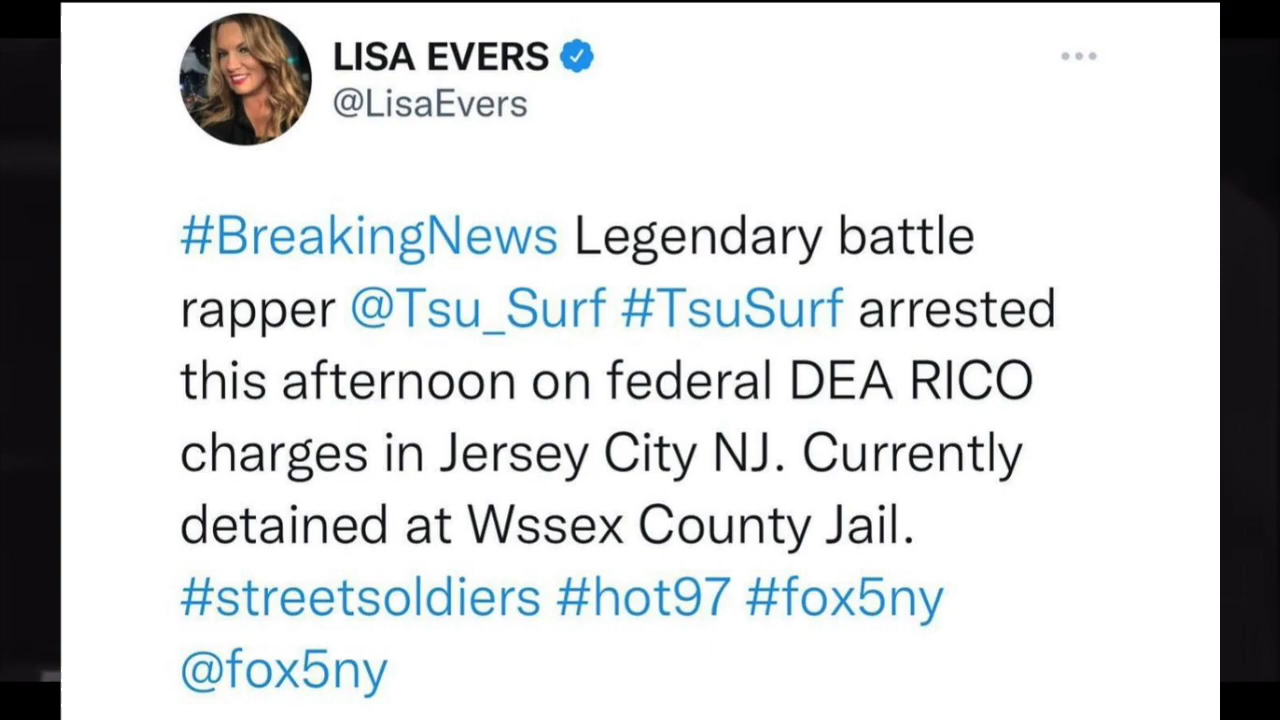 LISA EVERS
@LisaEvers
#BreakingNews Legendary battle
rapper @Tsu_Surf #TsuSurf arrested
this afternoon on federal DEA RICO
charges in Jersey City NJ. Currently
detained at Wssex County Jail.
#streetsoldiers #hot97 #fox5ny
@fox5ny